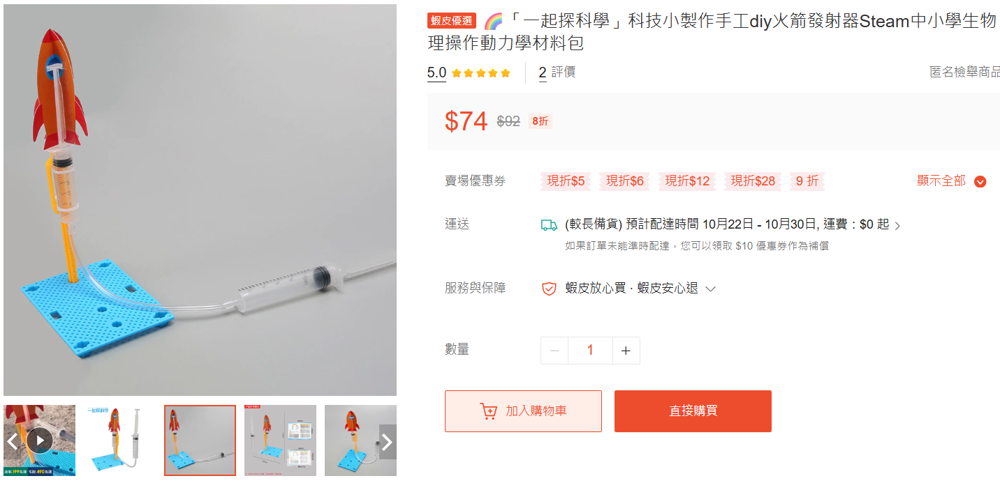 蝦皮優選 🌈「一起探科學」科技小製作手工diy火箭發射器Steam中小學生物
理操作動力學材料包
5.0 2 評價 匿名檢舉商品
$74 $92 8折
賣場優惠券 現折$5 現折$6 現折$12 現折$28 9 折 顯示全部
運送 (較長備貨) 預計配達時間 10月22日 - 10月30日, 運費：$0 起
如果訂單未能準時配達，您可以領取 $10 優惠券作為補償
服務與保障 蝦皮放心買 · 蝦皮安心退
數量 1
加入購物車 直接購買
一起探科學